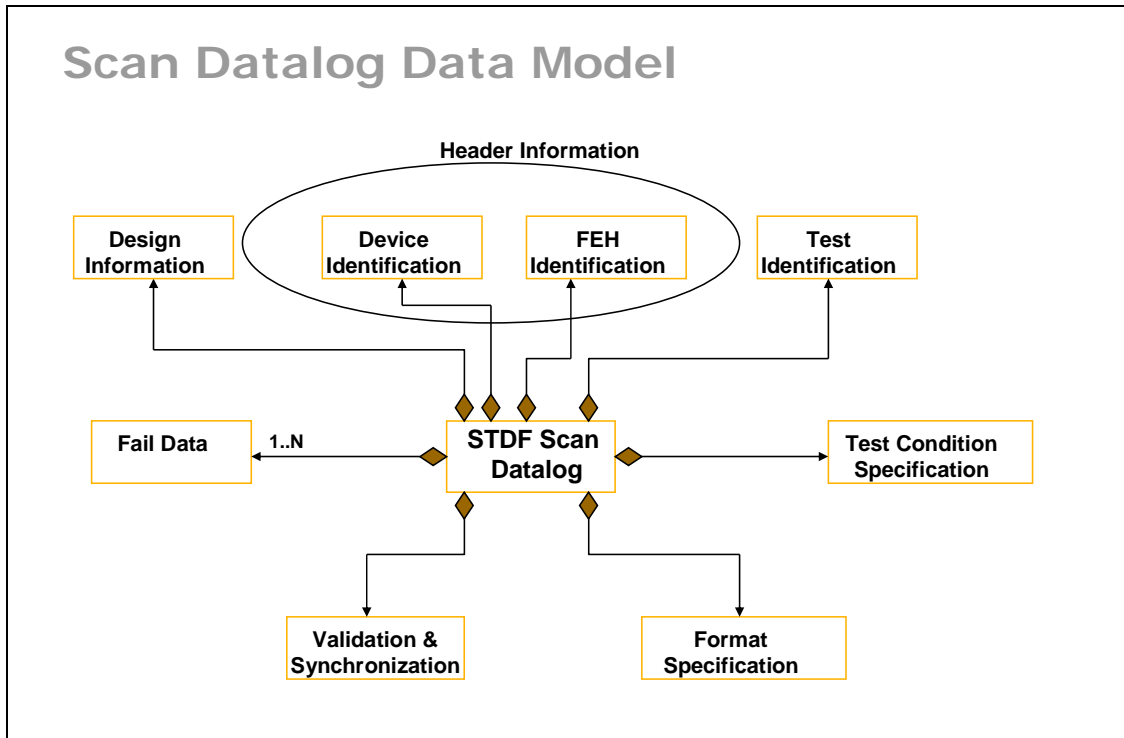 Scan Datalog Data Model
Header Information
Design
Information
Device
Identification
FEH
Identification
Test
Identification
Fail Data
1..N
STDF Scan
Datalog
Test Condition
Specification
Validation &
Synchronization
Format
Specification